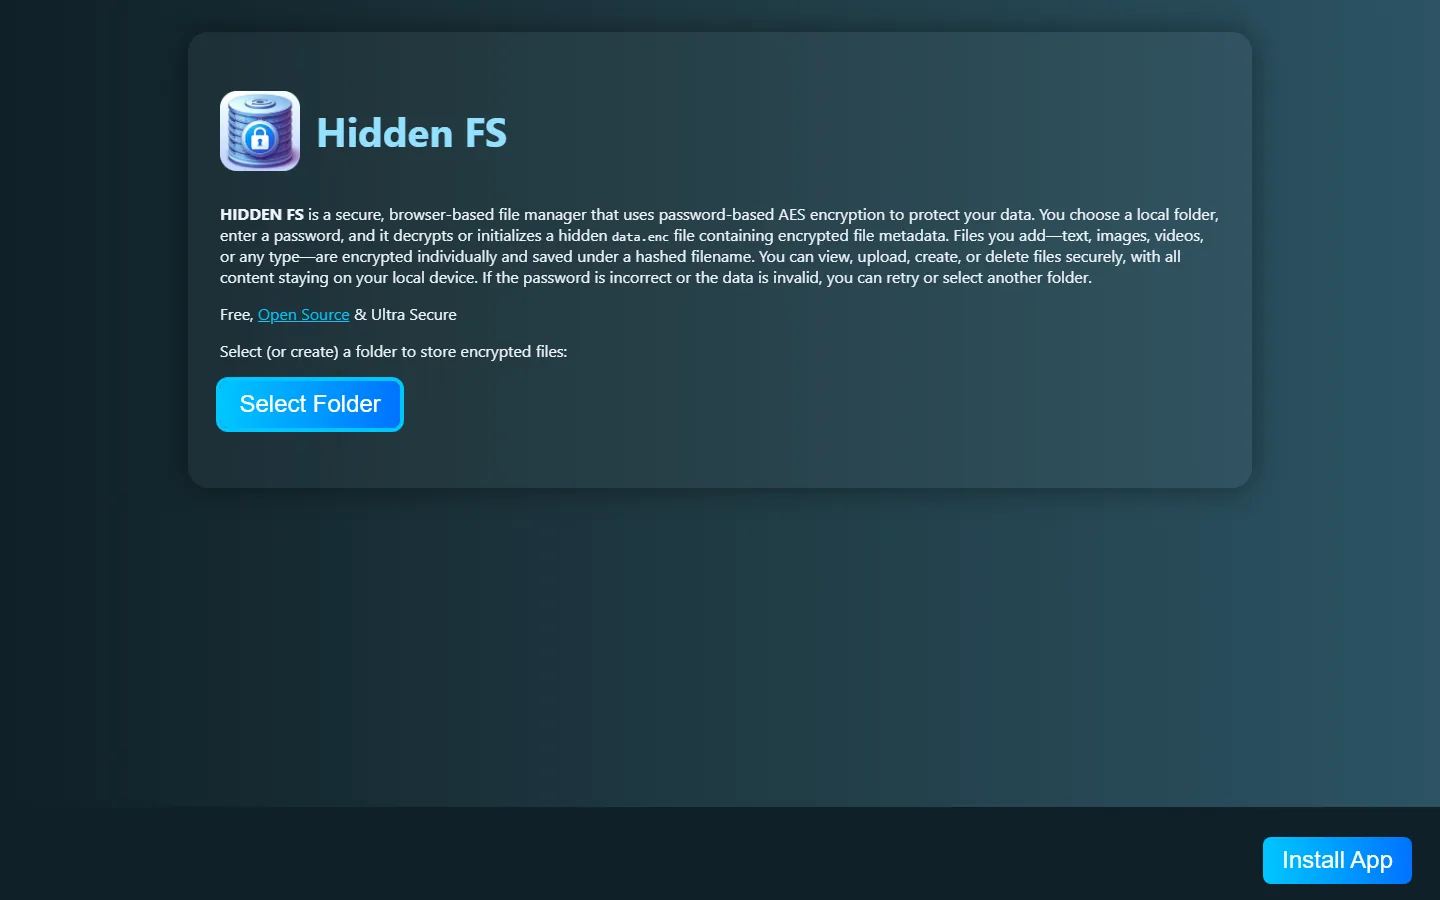 Hidden FS
HIDDEN FS is a secure, browser-based file manager that uses password-based AES encryption to protect your data. You choose a local folder,
enter a password, and it decrypts or initializes a hidden data.enc file containing encrypted file metadata. Files you add—text, images, videos,
or any type—are encrypted individually and saved under a hashed filename. You can view, upload, create, or delete files securely, with all
content staying on your local device. If the password is incorrect or the data is invalid, you can retry or select another folder.
Free, Open Source & Ultra Secure
Select (or create) a folder to store encrypted files:
Select Folder
Install App